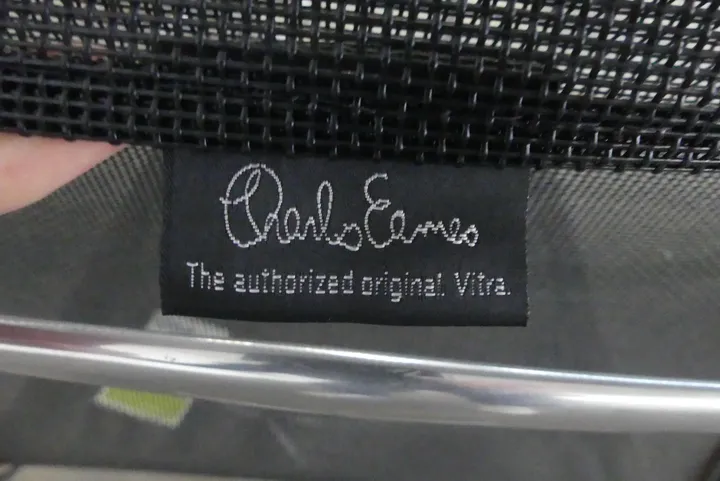 Charles Eames
The authorized original. Vitra.